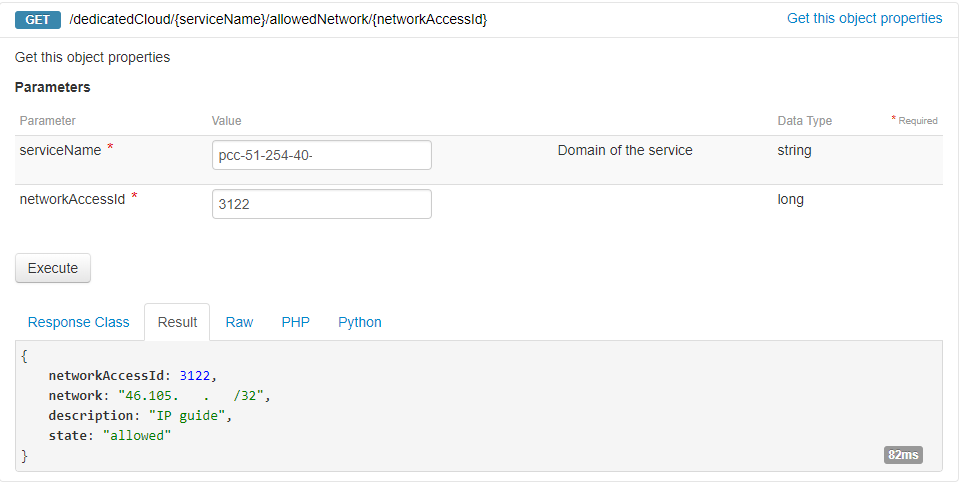 GET /dedicatedCloud/{serviceName}/allowedNetwork/{networkAccessId} Get this object properties
Get this object properties
Parameters
Parameter Value Data Type * Required
serviceName * pcc-51-254-40- Domain of the service string
networkAccessId * 3122 long
Execute
Response Class Result Raw PHP Python
{
networkAccessId: 3122,
network: "46.105. . /32",
description: "IP guide",
state: "allowed"
}
82ms